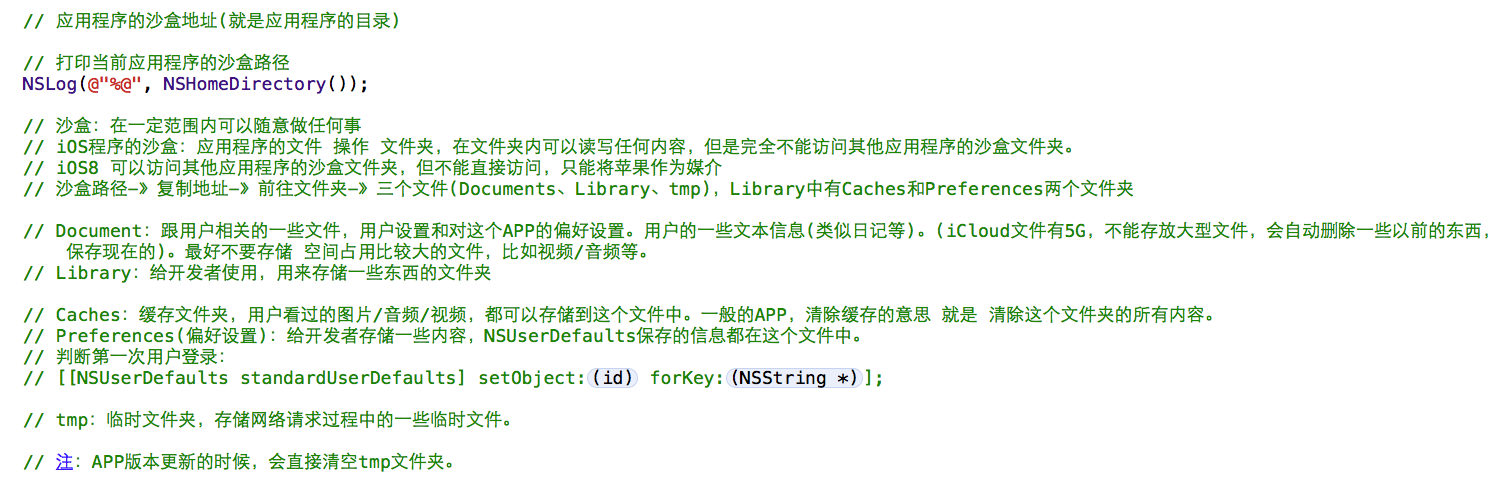 // 应用程序的沙盒地址(就是应用程序的目录)
// 打印当前应用程序的沙盒路径
NSLog(@"%@", NSHomeDirectory());
// 沙盒：在一定范围内可以随意做任何事
// iOS程序的沙盒：应用程序的文件 操作 文件夹，在文件夹内可以读写任何内容，但是完全不能访问其他应用程序的沙盒文件夹。
// iOS8 可以访问其他应用程序的沙盒文件夹，但不能直接访问，只能将苹果作为媒介
// 沙盒路径-》复制地址-》前往文件夹-》三个文件(Documents、Library、tmp)，Library中有Caches和Preferences两个文件夹
// Document：跟用户相关的一些文件，用户设置和对这个APP的偏好设置。用户的一些文本信息(类似日记等)。(iCloud文件有5G，不能存放大型文件，会自动删除一些以前的东西，
保存现在的)。最好不要存储 空间占用比较大的文件，比如视频/音频等。
// Library：给开发者使用，用来存储一些东西的文件夹
// Caches：缓存文件夹，用户看过的图片/音频/视频，都可以存储到这个文件中。一般的APP，清除缓存的意思 就是 清除这个文件夹的所有内容。
// Preferences(偏好设置)：给开发者存储一些内容，NSUserDefaults保存的信息都在这个文件中。
// 判断第一次用户登录：
// [[NSUserDefaults standardUserDefaults] setObject:(id) forKey:(NSString *)];
// tmp：临时文件夹，存储网络请求过程中的一些临时文件。
// 注：APP版本更新的时候，会直接清空tmp文件夹。